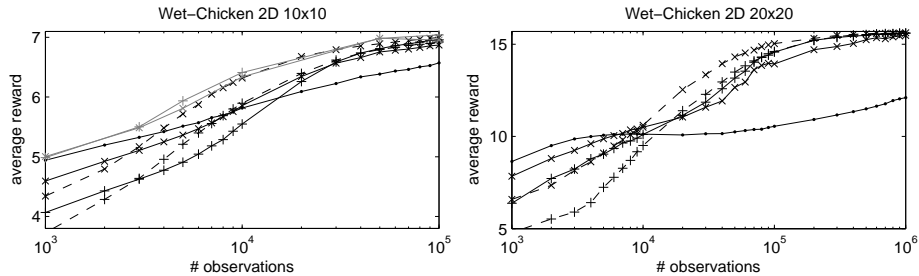 Wet-Chicken 2D 10x10
7
6
5
4
average reward
10^3
10^4
10^5
# observations
Wet-Chicken 2D 20x20
15
10
5
average reward
10^3
10^4
10^5
10^6
# observations